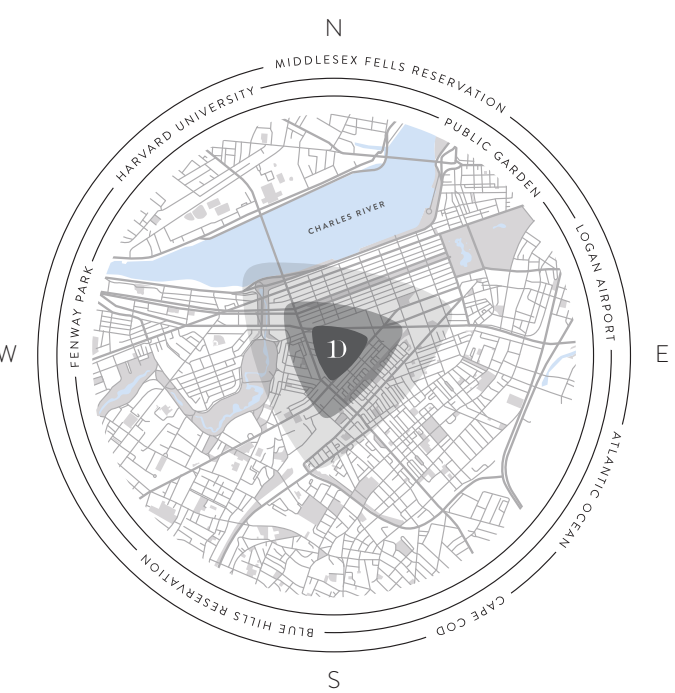 N
MIDDLESEX FELLS RESERVATION
HARVARD UNIVERSITY
PUBLIC GARDEN
CHARLES RIVER
LOGAN AIRPORT
FENWAY PARK
W
1D
E
ATLANTIC OCEAN
BLUE HILLS RESERVATION
CAPE COD
S